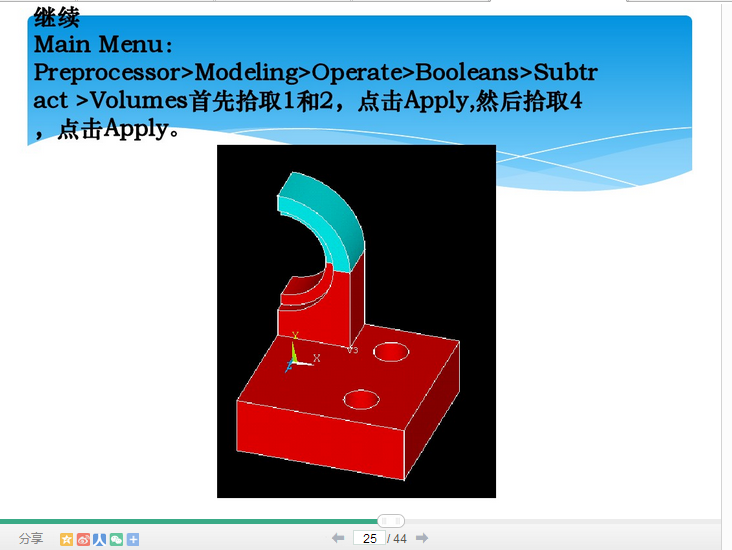 继续
Main Menu:
Preprocessor>Modeling>Operate>Booleans>Subtr
act >Volumes首先拾取1和2，点击Apply,然后拾取4
，点击Apply。
Y
V3
X
Z
分享
25 / 44